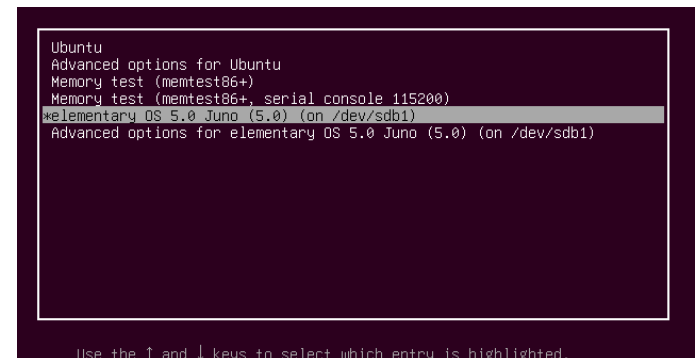 Ubuntu
Advanced options for Ubuntu
Memory test (memtest86+)
Memory test (memtest86+, serial console 115200)
*elementary OS 5.0 Juno (5.0) (on /dev/sdb1)
Advanced options for elementary OS 5.0 Juno (5.0) (on /dev/sdb1)
Use the ↑ and ↓ keys to select which entry is highlighted.